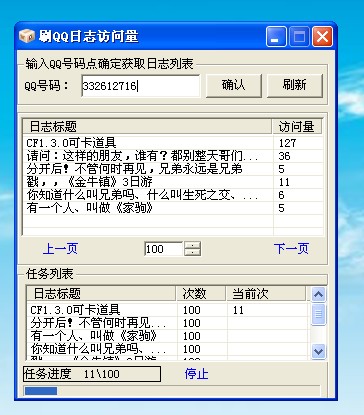 刷QQ日志访问量
输入QQ号码点确定获取日志列表
QQ号码： 332612716 确认 刷新
日志标题 访问量
CF1.3.0可卡道具 127
请问：这样的朋友，谁有？都别整天哥们... 36
分开后！不管何时再见，兄弟永远是兄弟 5
戳，，《金牛镇》3日游 11
你知道什么叫兄弟吗、什么叫生死之交、... 6
有一个人、叫做《家驹》 5
上一页 100 下一页
任务列表
日志标题 次数 当前次
CF1.3.0可卡道具 100 11
分开后！不管何时再见... 100
有一个人、叫做《家驹》 100
你知道什么叫兄弟吗、... 100
戳，，《金牛镇》3日游 100
任务进度 11\100 停止